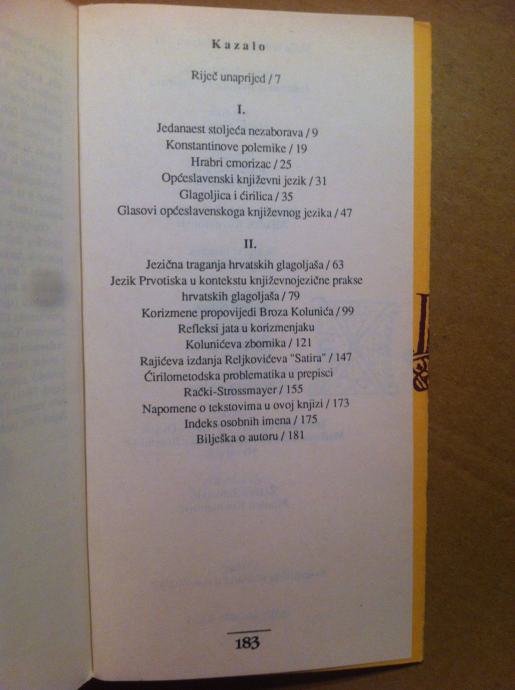 Kazalo
Riječ unaprijed / 7
I.
Jedanaest stoljeća nezaborava / 9
Konstantinove polemike / 19
Hrabri cmorizac / 25
Općeslavenski književni jezik / 31
Glagoljica i ćirilica / 35
Glasovi općeslavenskoga književnog jezika / 47
II.
Jezična traganja hrvatskih glagoljaša / 63
Jezik Prvotiska u kontekstu književnojezične prakse
hrvatskih glagoljaša / 79
Korizmene propovijedi Broza Kolunića / 99
Refleksi jata u korizmenjaku
Kolunićeva zbornika / 121
Rajićeva izdanja Reljkovićeva "Satira" / 147
Ćirilometodska problematika u prepisci
Rački-Strossmayer / 155
Napomene o tekstovima u ovoj knjizi / 173
Indeks osobnih imena / 175
Bilješka o autoru / 181
183